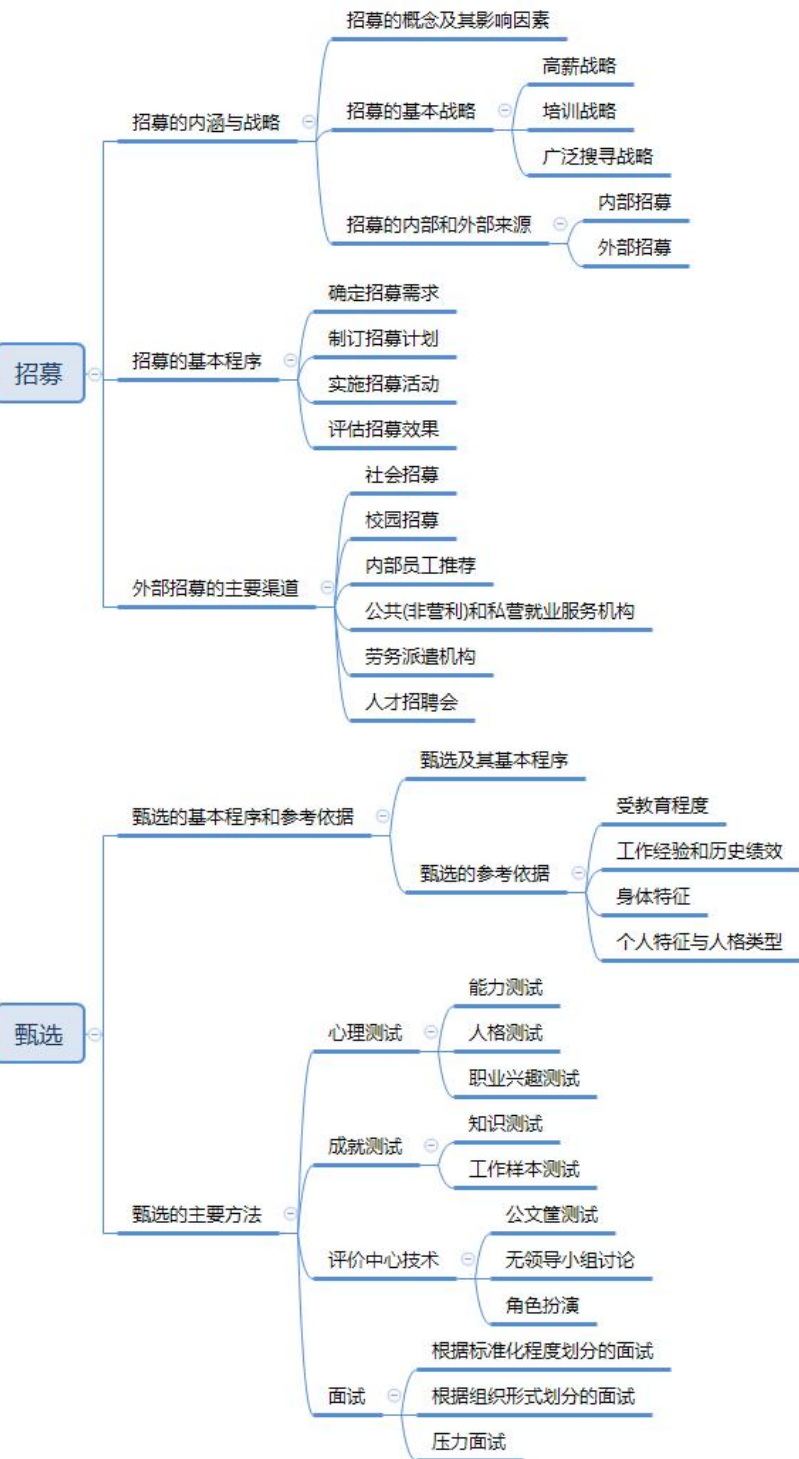 招募的概念及其影响因素
高薪战略
招募的内涵与战略
招募的基本战略
培训战略
广泛搜寻战略
内部招募
招募的内部和外部来源
外部招募
确定招募需求
制订招募计划
招募
招募的基本程序
实施招募活动
评估招募效果
社会招募
校园招募
内部员工推荐
外部招募的主要渠道
公共(非营利)和私营就业服务机构
劳务派遣机构
人才招聘会
甄选及其基本程序
甄选的基本程序和参考依据
受教育程度
工作经验和历史绩效
甄选的参考依据
身体特征
个人特征与人格类型
能力测试
甄选
心理测试
人格测试
职业兴趣测试
知识测试
成就测试
工作样本测试
甄选的主要方法
公文筐测试
评价中心技术
无领导小组讨论
角色扮演
根据标准化程度划分的面试
面试
根据组织形式划分的面试
压力面试